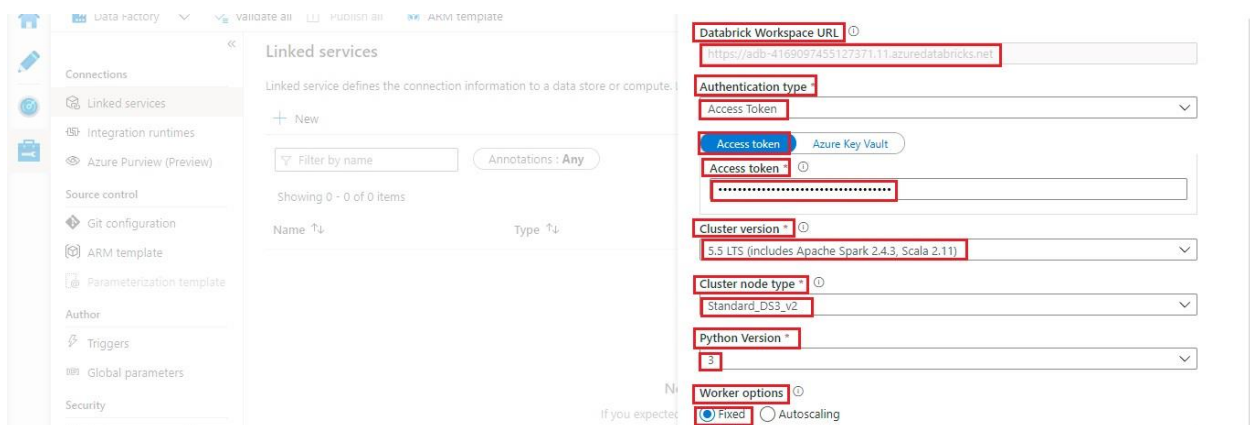 Data Factory
Validate all
Publish all
ARM template
«
Connections
Linked services
Integration runtimes
Azure Purview (Preview)
Source control
Git configuration
ARM template
Parameterization template
Author
Triggers
Global parameters
Security
Linked services
Linked service defines the connection information to a data store or compute.
+ New
Filter by name
Annotations : Any
Showing 0 - 0 of 0 items
Name ↑↓ Type ↑↓
If you expected
Databrick Workspace URL
https://adb-4169097455127371.11.azuredatabricks.net
Authentication type *
Access Token
Access token Azure Key Vault
Access token *
••••••••••••••••••••••••••••••••••••
Cluster version *
5.5 LTS (includes Apache Spark 2.4.3, Scala 2.11)
Cluster node type *
Standard_DS3_v2
Python Version *
3
Worker options
Fixed Autoscaling